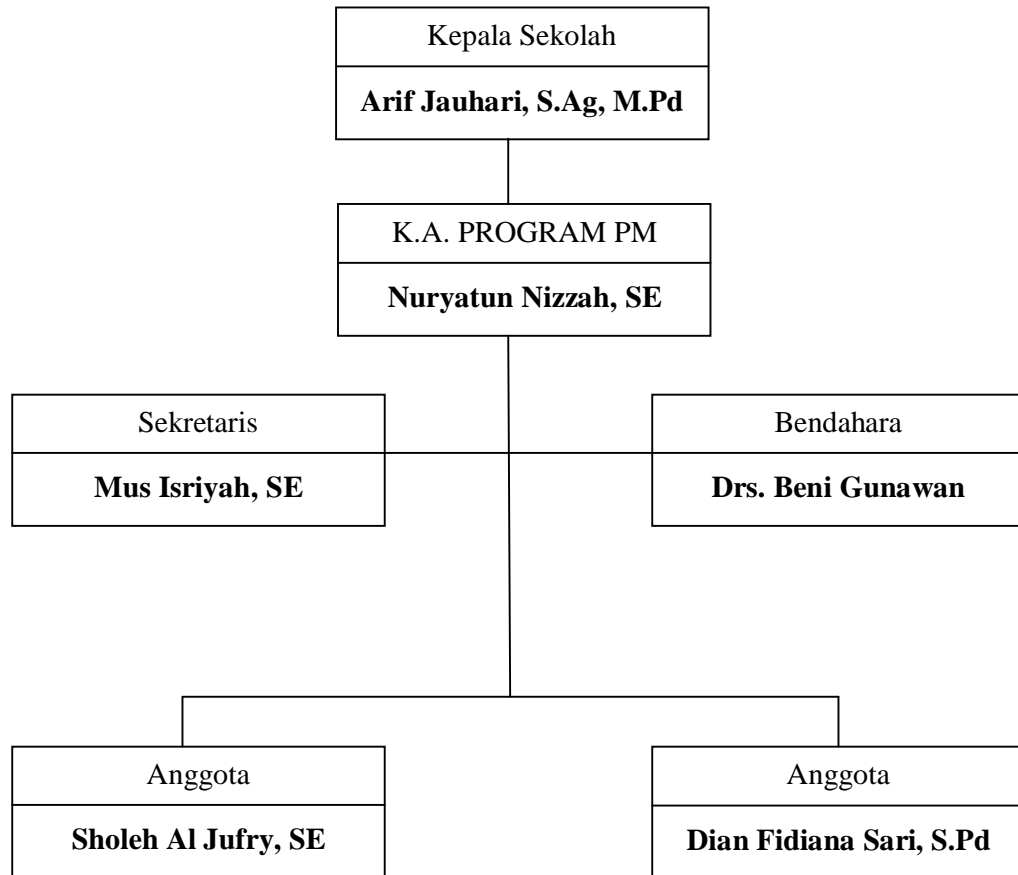 Kepala Sekolah
Arif Jauhari, S.Ag, M.Pd
K.A. PROGRAM PM
Nuryatun Nizzah, SE
Sekretaris
Mus Isriyah, SE
Bendahara
Drs. Beni Gunawan
Anggota
Sholeh Al Jufry, SE
Anggota
Dian Fidiana Sari, S.Pd